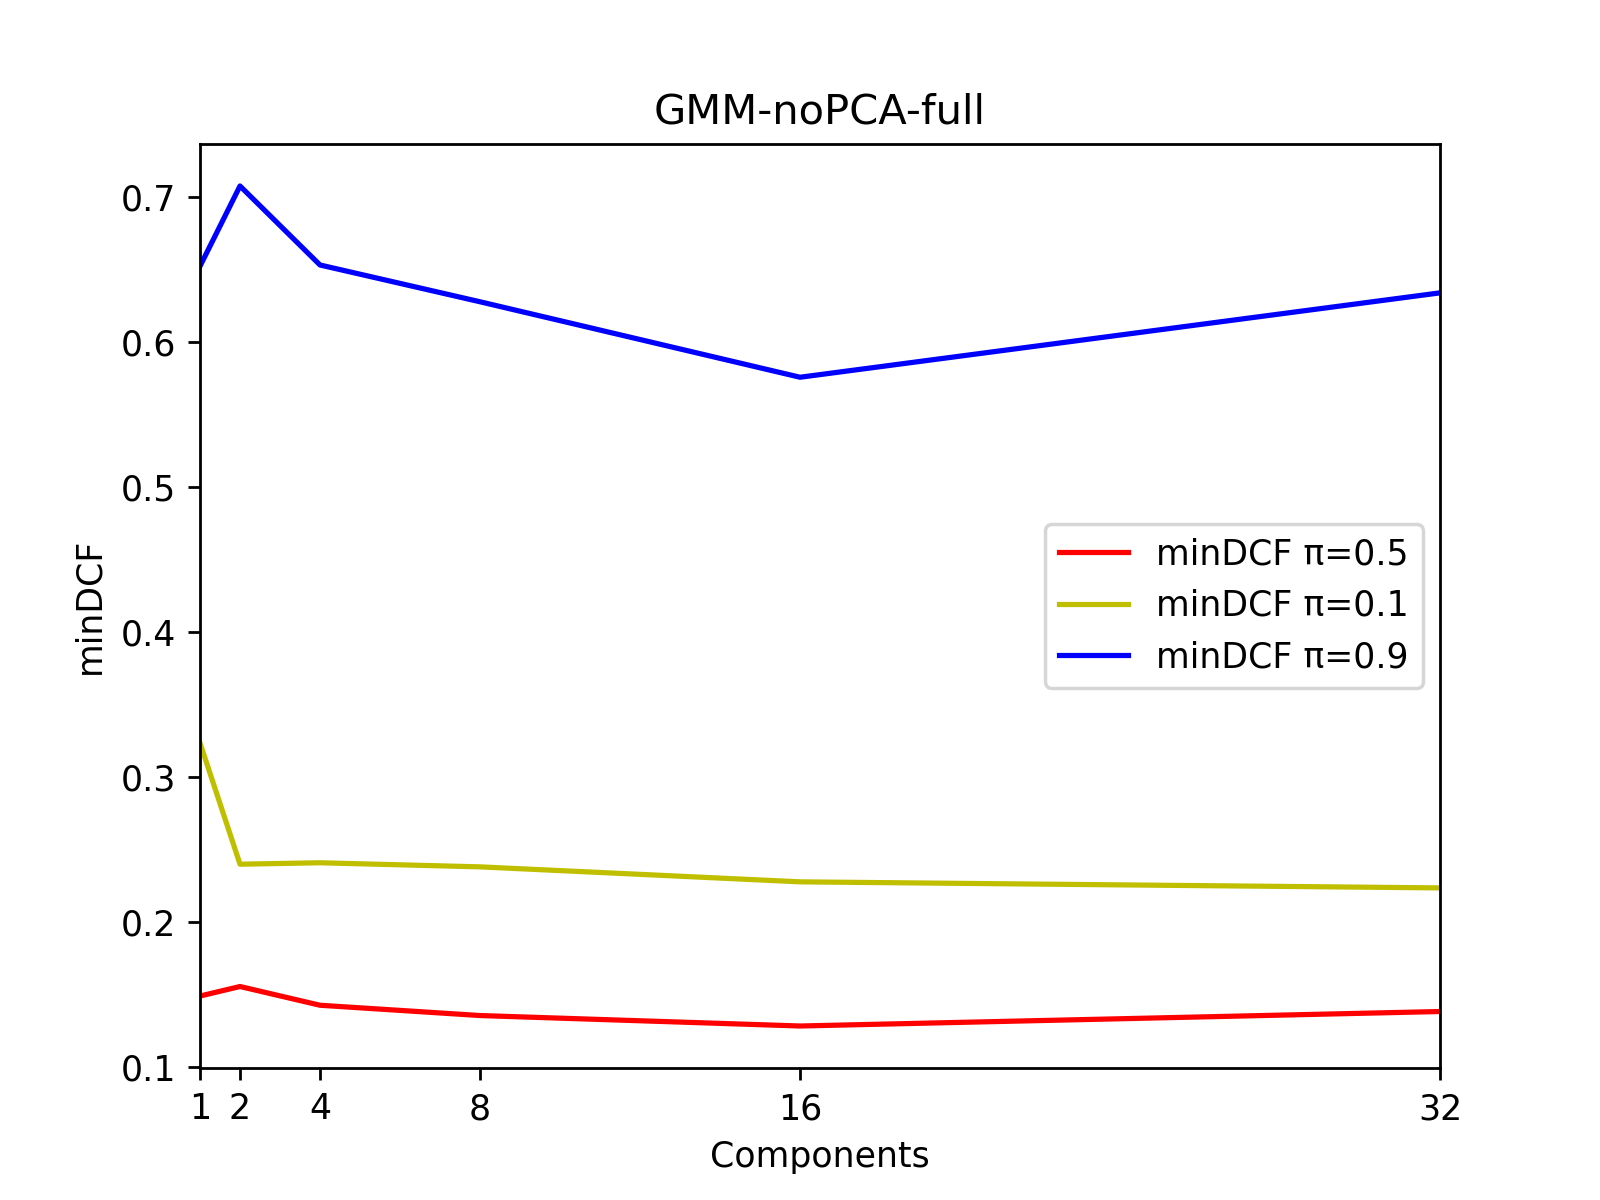 GMM-noPCA-full
0.7
0.6
0.5
0.4
0.3
0.2
0.1
minDCF
minDCF π=0.5
minDCF π=0.1
minDCF π=0.9
1 2 4 8 16 32
Components